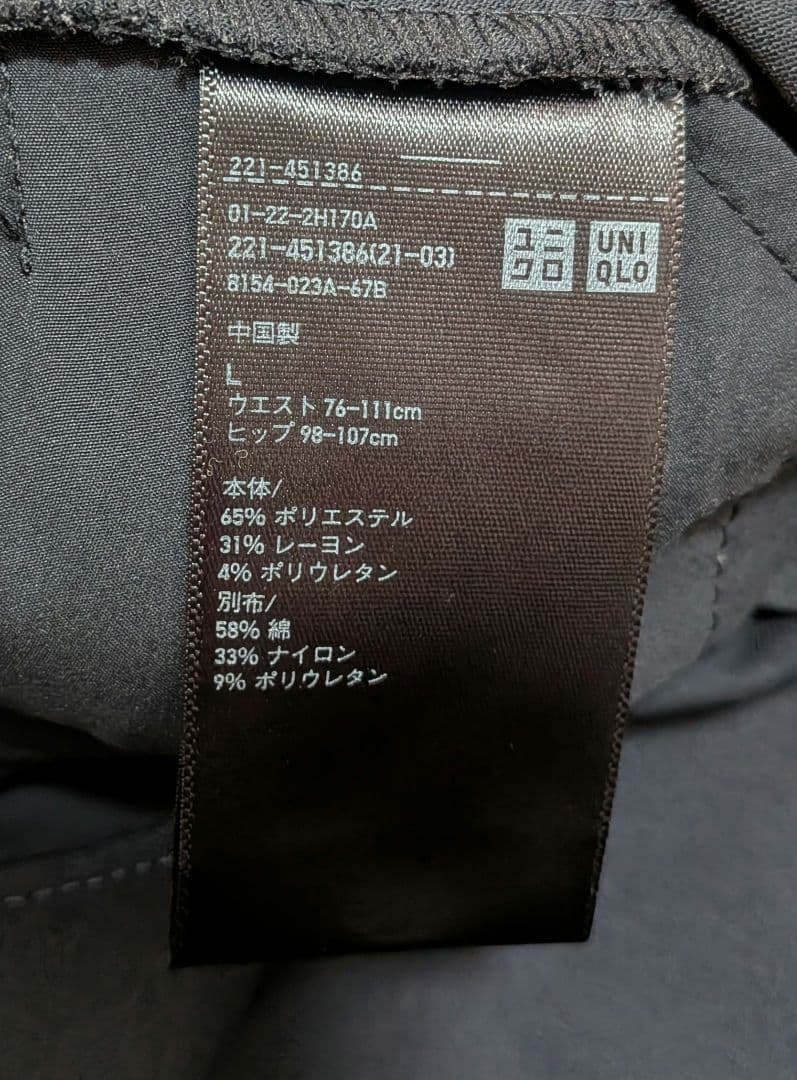 221-451386
01-22-2H170A
221-451386(21-03)
8154-023A-67B
ユニ
クロ
UNI
QLO
中国製
L
ウエスト 76-111cm
ヒップ 98-107cm
本体/
65% ポリエステル
31% レーヨン
4% ポリウレタン
別布/
58% 綿
33% ナイロン
9% ポリウレタン